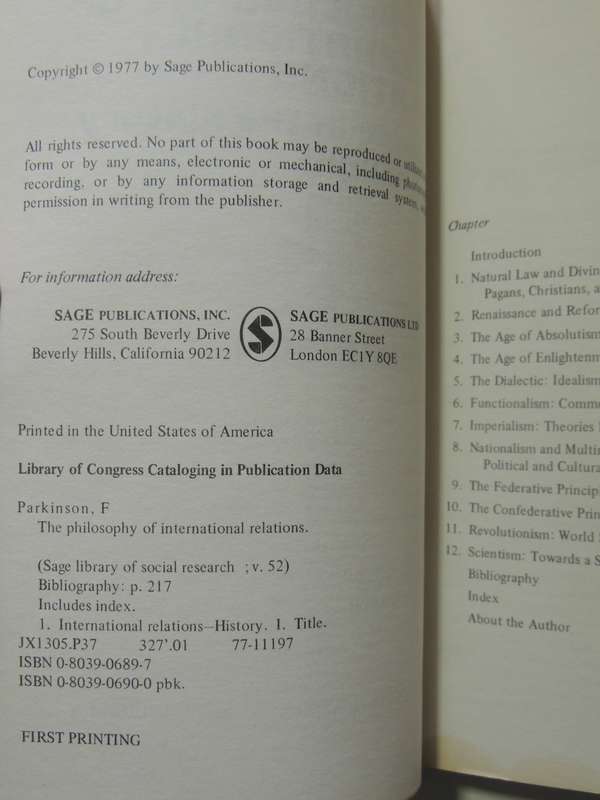 Copyright © 1977 by Sage Publications, Inc.
All rights reserved. No part of this book may be reproduced or
form or by any means, electronic or mechanical, including
recording, or by any information storage and retrieval system,
permission in writing from the publisher.
For information address:
SAGE PUBLICATIONS, INC.
275 South Beverly Drive
Beverly Hills, California 90212
S
SAGE PUBLICATIONS LTD
28 Banner Street
London EC1Y 8QE
Printed in the United States of America
Library of Congress Cataloging in Publication Data
Parkinson, F
The philosophy of international relations.
(Sage library of social research ; v. 52)
Bibliography: p. 217
Includes index.
1. International relations—History. I. Title.
JX1305.P37 327'.01 77-11197
ISBN 0-8039-0689-7
ISBN 0-8039-0690-0 pbk.
FIRST PRINTING
Chapter
Introduction
1. Natural Law and Divin
Pagans, Christians, a
2. Renaissance and Refor
3. The Age of Absolutism
4. The Age of Enlightenm
5. The Dialectic: Idealism
6. Functionalism: Comm
7. Imperialism: Theories
8. Nationalism and Multin
Political and Cultura
9. The Federative Princip
10. The Confederative Prin
11. Revolutionism: World
12. Scientism: Towards a S
Bibliography
Index
About the Author